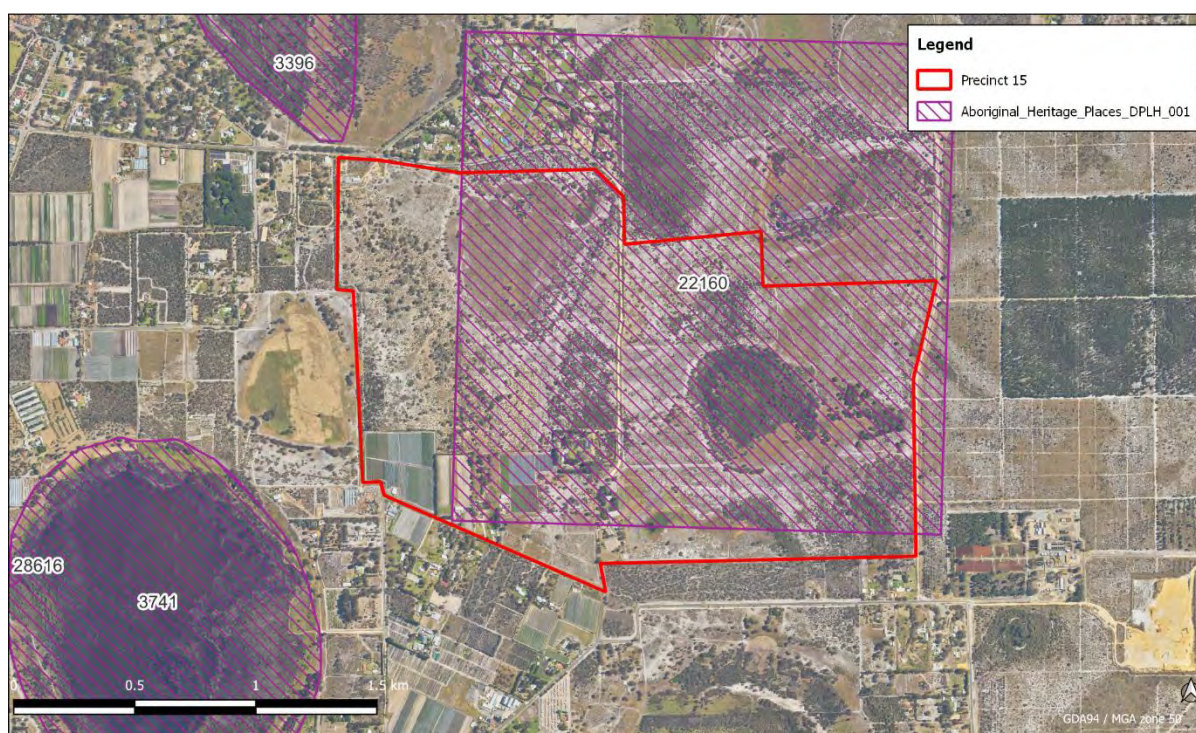 Legend
Precinct 15
Aboriginal_Heritage_Places_DPLH_001
3396
22160
28616
3741
0 0.5 1 1.5 km
GDA94 / MGA zone 50